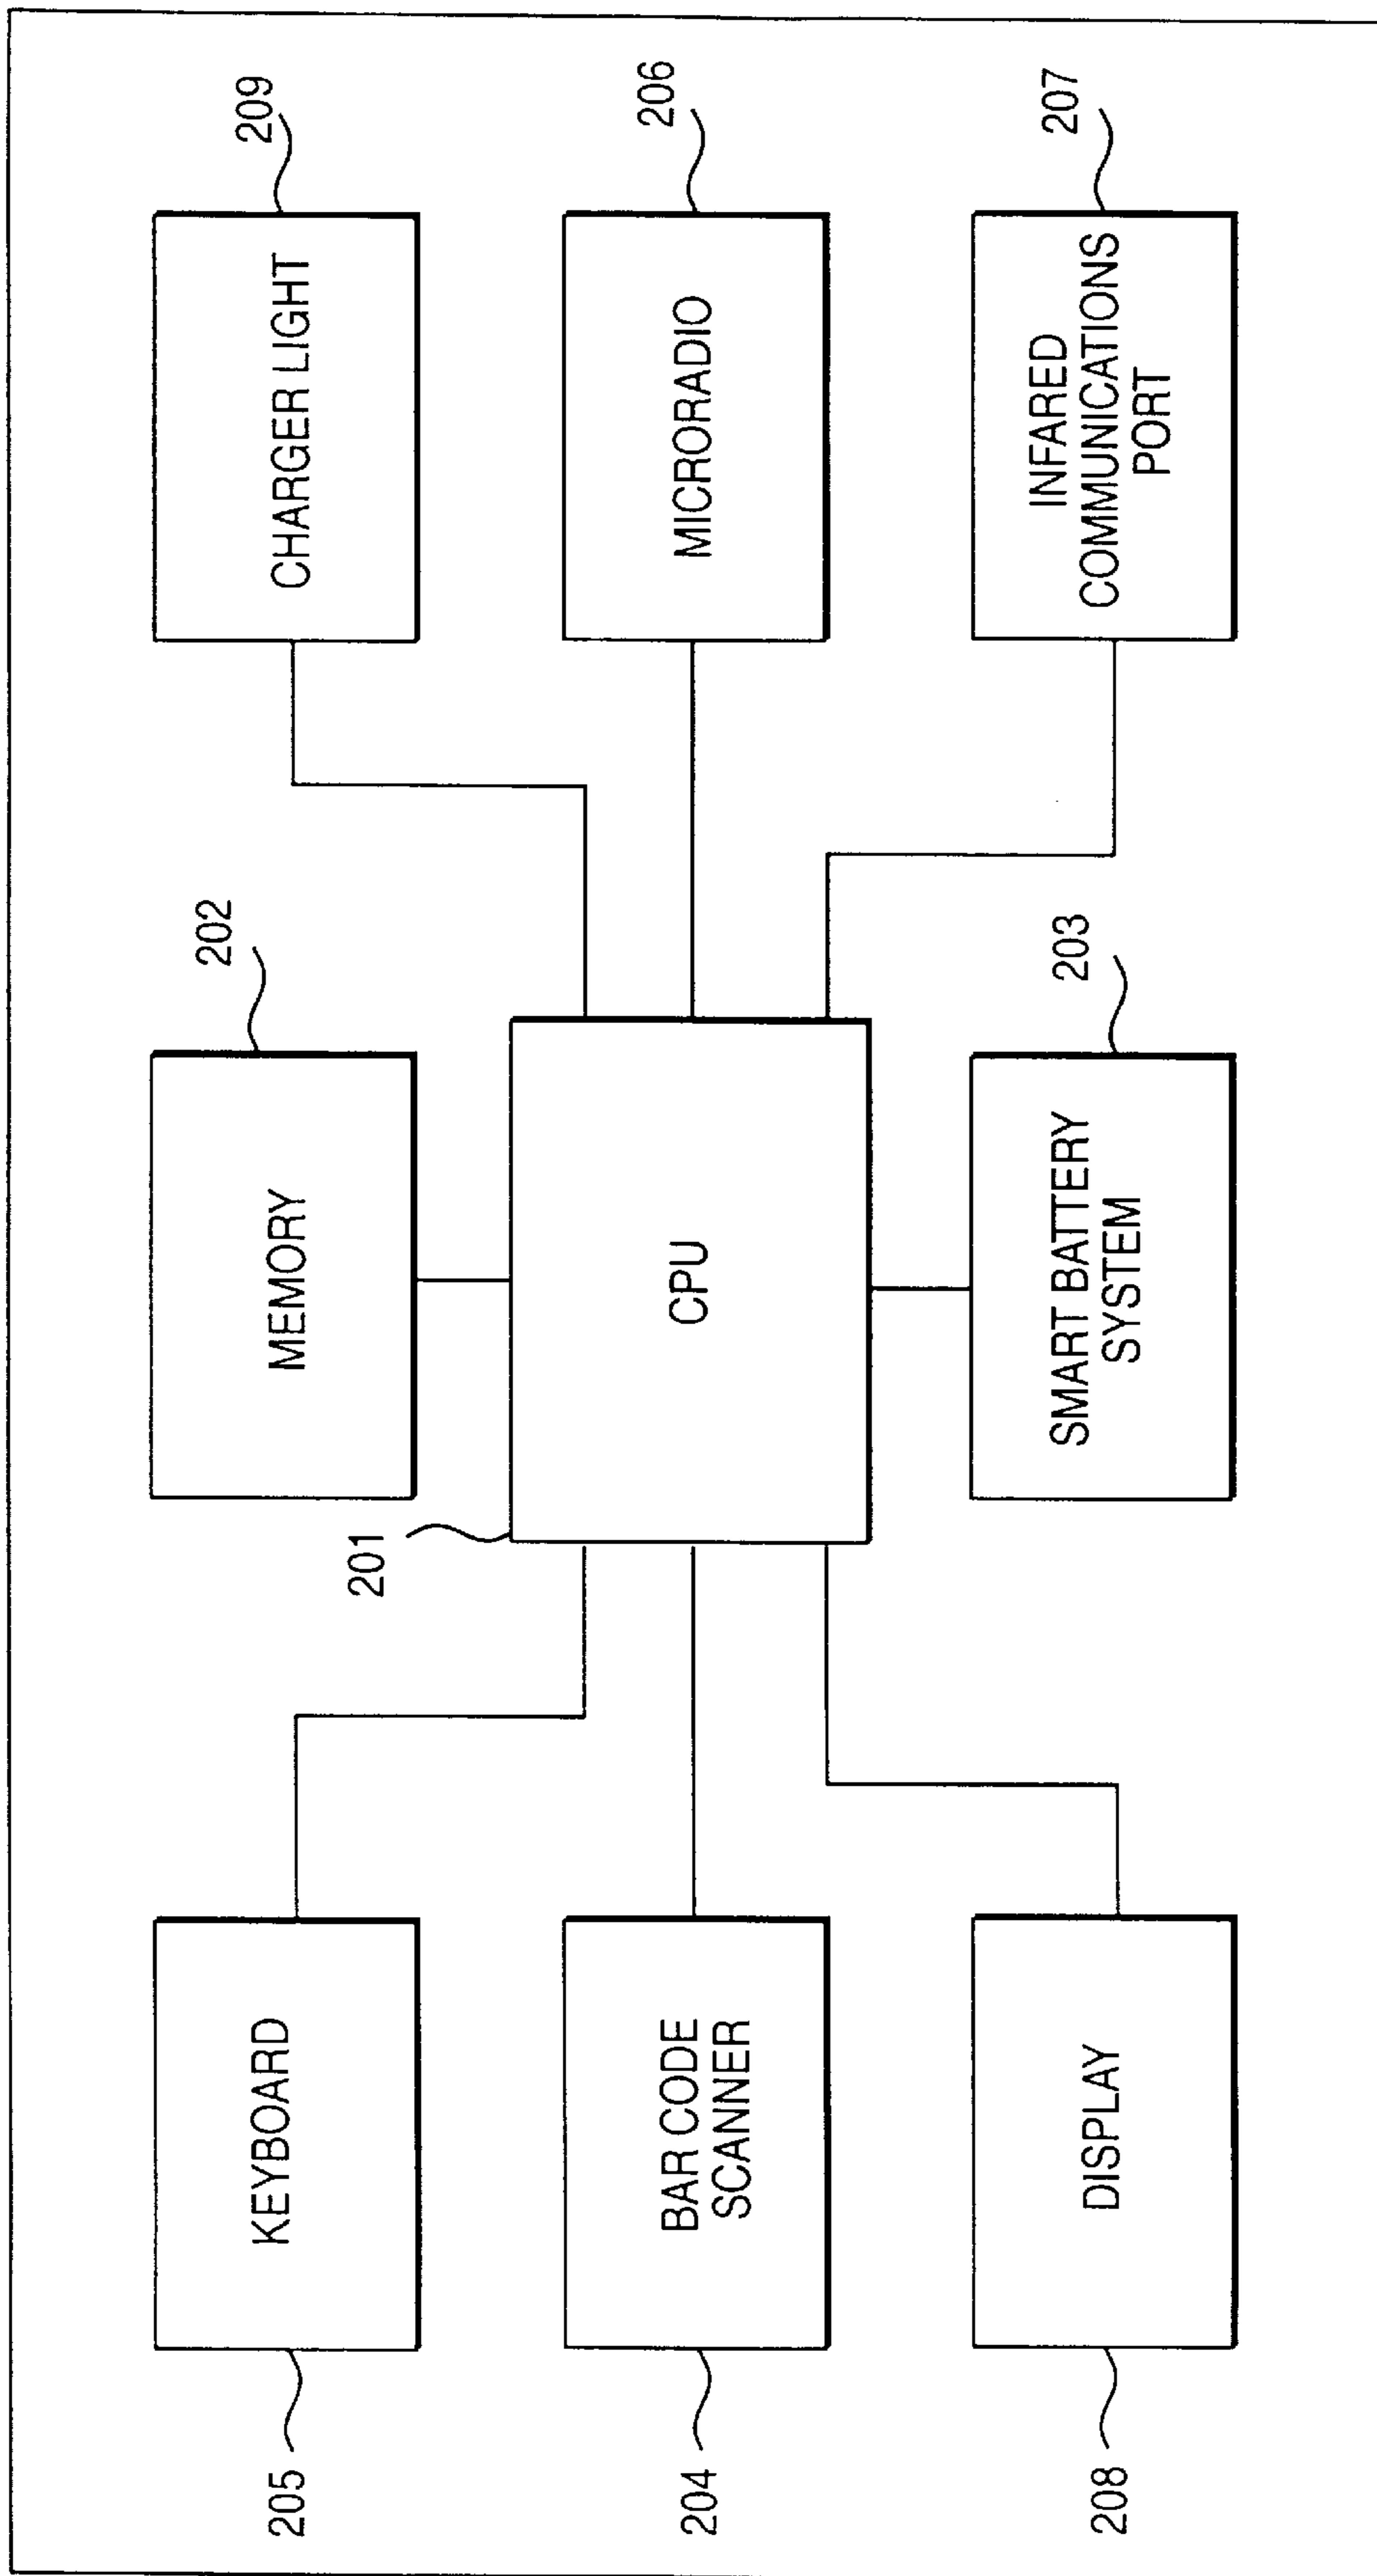 205
KEYBOARD
201
MEMORY
202
CHARGER LIGHT
209
204
BAR CODE
SCANNER
CPU
MICRORADIO
206
208
DISPLAY
SMART BATTERY
SYSTEM
203
INFARED
COMMUNICATIONS
PORT
207